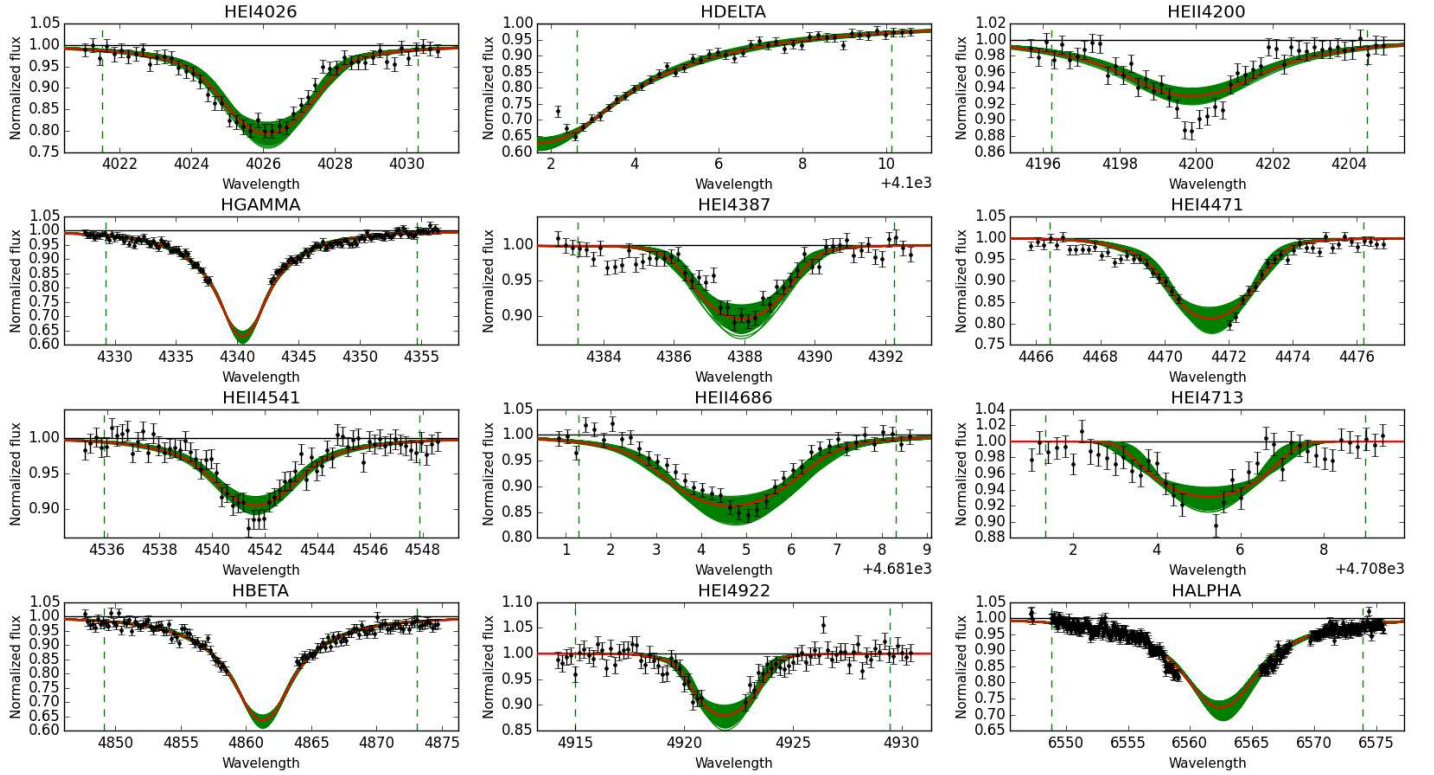 HEI4026
Normalized flux
1.00
0.95
0.90
0.85
0.80
0.75
4022 4024 4026 4028 4030
Wavelength
HDELTA
Normalized flux
1.00
0.95
0.90
0.85
0.80
0.75
0.70
0.65
0.60
2 4 6 8 10
Wavelength
+4.1e3
HEII4200
Normalized flux
1.02
1.00
0.98
0.96
0.94
0.92
0.90
0.88
0.86
4196 4198 4200 4202 4204
Wavelength
HGAMMA
Normalized flux
1.05
1.00
0.95
0.90
0.85
0.80
0.75
0.70
0.65
0.60
4330 4335 4340 4345 4350 4355
Wavelength
HEI4387
Normalized flux
1.00
0.95
0.90
4384 4386 4388 4390 4392
Wavelength
HEI4471
Normalized flux
1.05
1.00
0.95
0.90
0.85
0.80
0.75
4466 4468 4470 4472 4474 4476
Wavelength
HEII4541
Normalized flux
1.00
0.95
0.90
4536 4538 4540 4542 4544 4546 4548
Wavelength
HEII4686
Normalized flux
1.05
1.00
0.95
0.90
0.85
0.80
1 2 3 4 5 6 7 8 9
Wavelength
+4.681e3
HEI4713
Normalized flux
1.04
1.02
1.00
0.98
0.96
0.94
0.92
0.90
0.88
2 4 6 8
Wavelength
+4.708e3
HBETA
Normalized flux
1.05
1.00
0.95
0.90
0.85
0.80
0.75
0.70
0.65
0.60
4850 4855 4860 4865 4870 4875
Wavelength
HEI4922
Normalized flux
1.10
1.05
1.00
0.95
0.90
0.85
4915 4920 4925 4930
Wavelength
HALPHA
Normalized flux
1.05
1.00
0.95
0.90
0.85
0.80
0.75
0.70
0.65
6550 6555 6560 6565 6570 6575
Wavelength